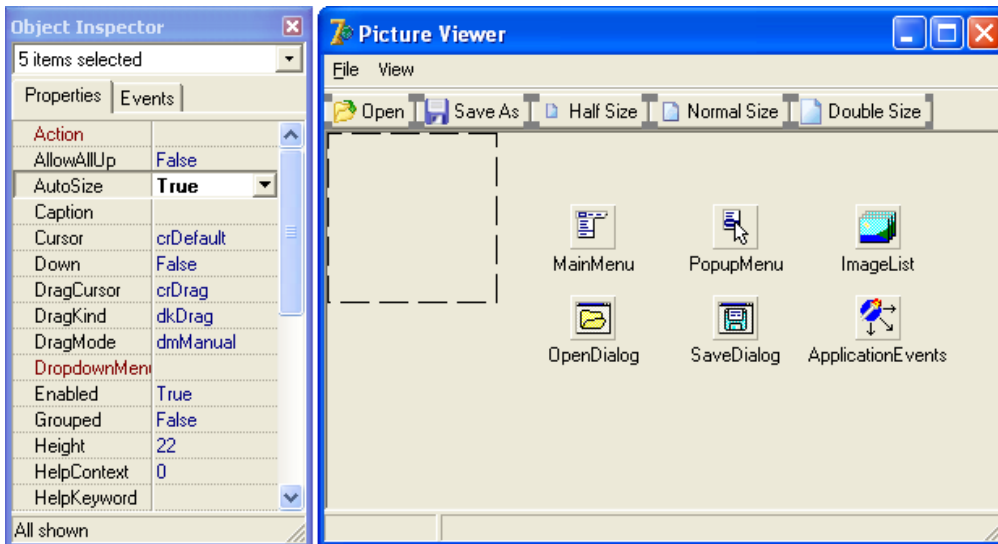 Object Inspector
5 items selected
Properties Events
Action
AllowAllUp False
AutoSize True
Caption
Cursor crDefault
Down False
DragCursor crDrag
DragKind dkDrag
DragMode dmManual
DropdownMenu
Enabled True
Grouped False
Height 22
HelpContext 0
HelpKeyword
All shown
Picture Viewer
File View
Open Save As Half Size Normal Size Double Size
MainMenu PopupMenu ImageList
OpenDialog SaveDialog ApplicationEvents